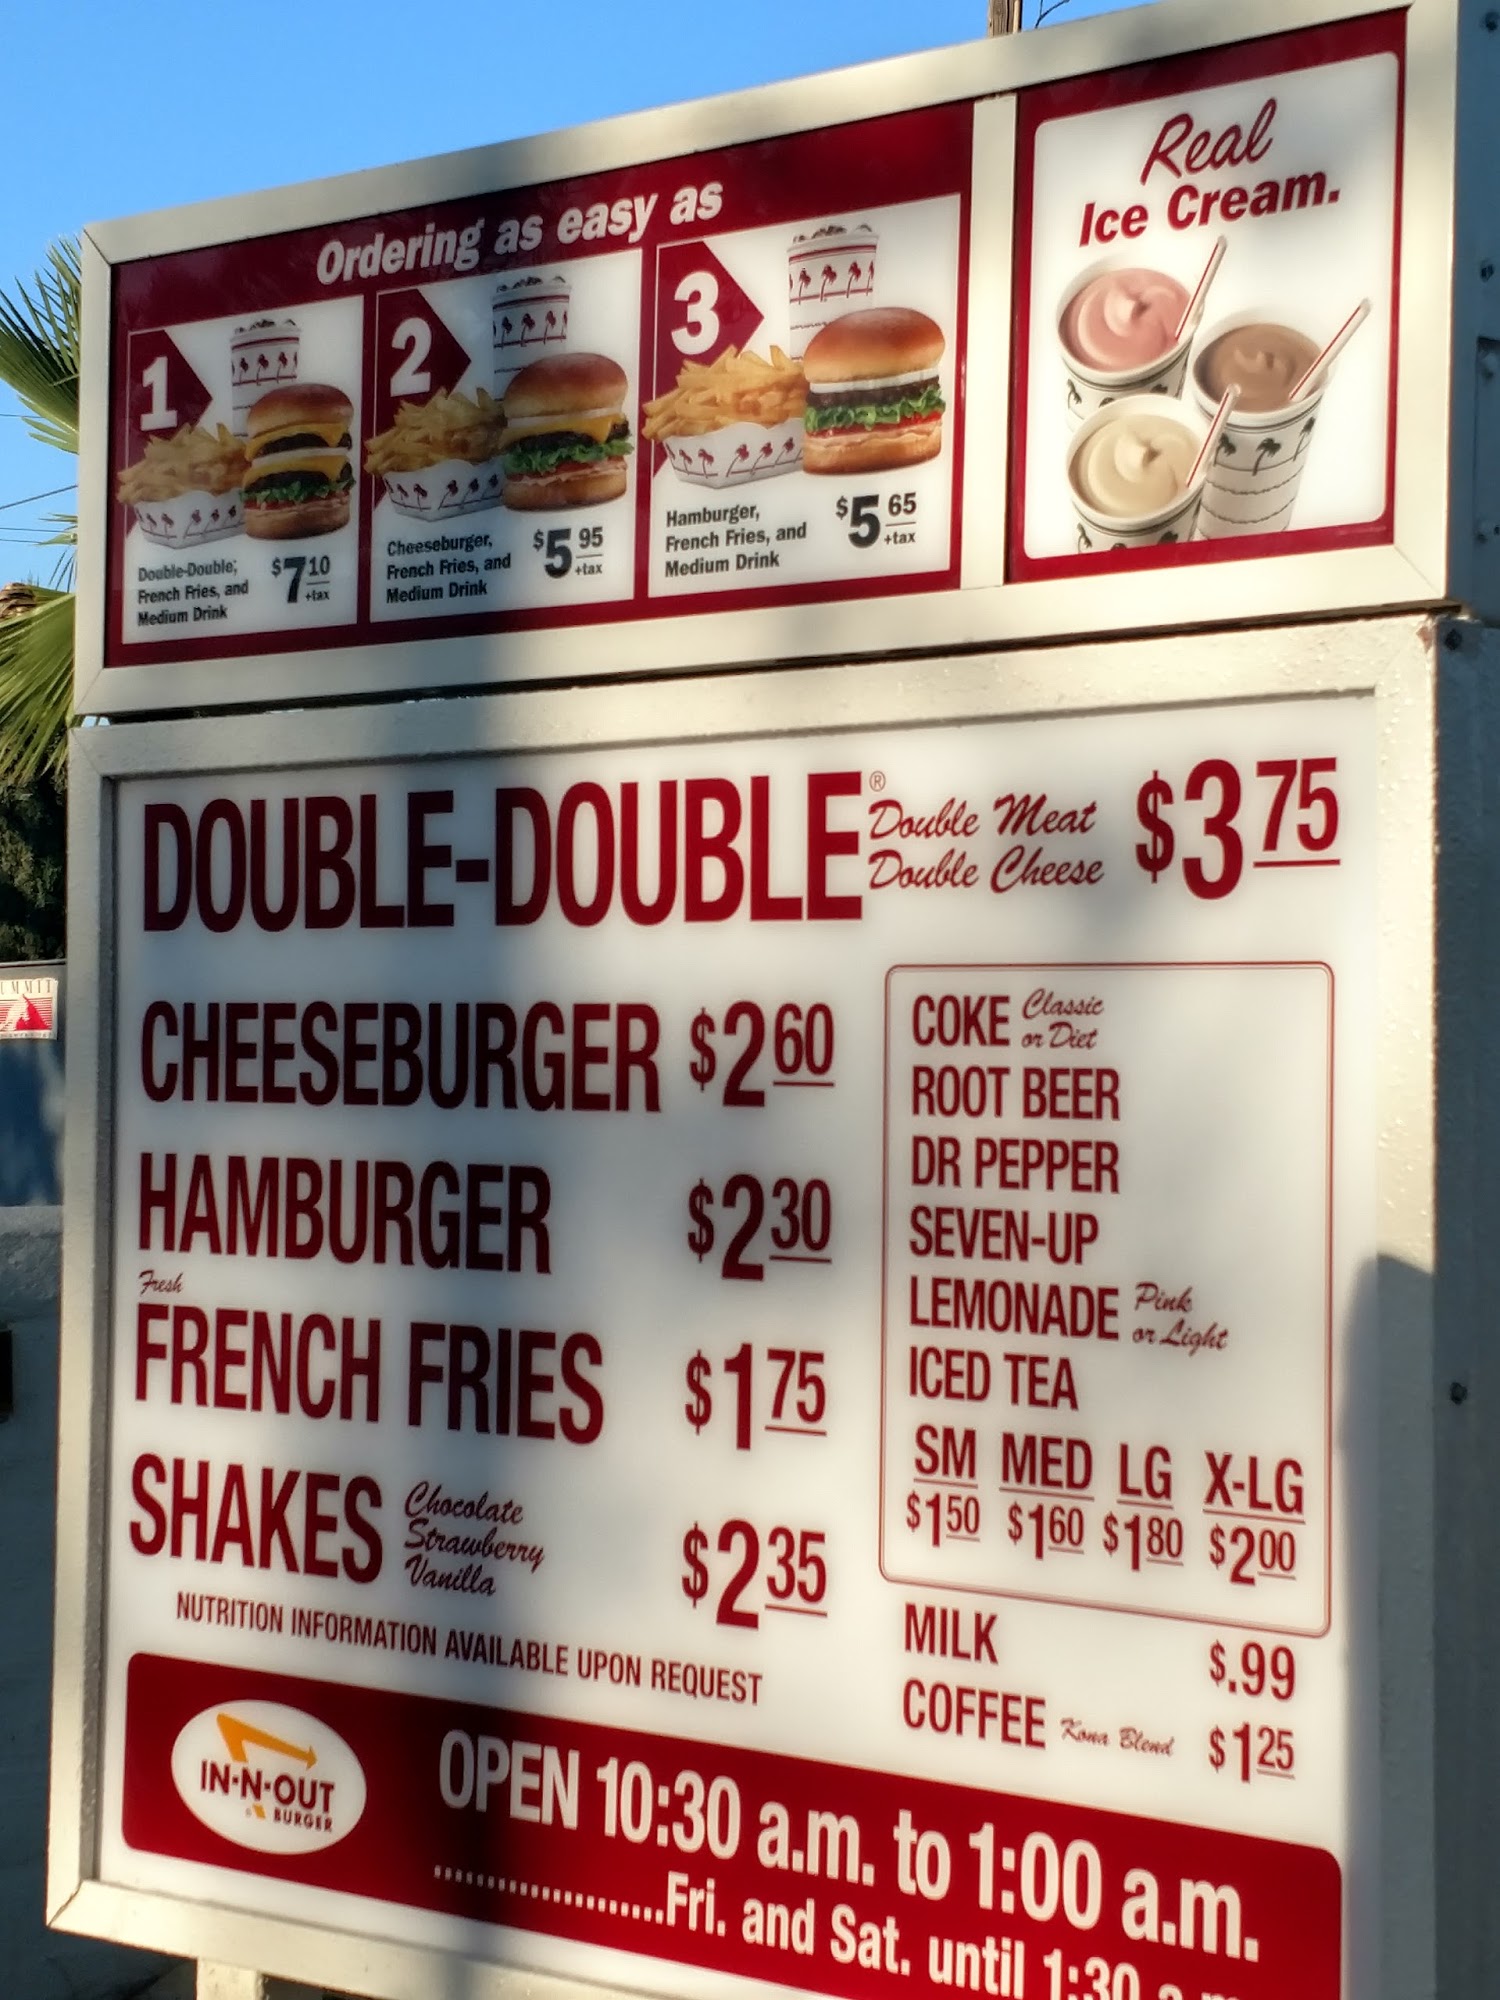 Ordering as easy as
1
Double-Double,
French Fries, and
Medium Drink
$7 10
+tax
2
Cheeseburger,
French Fries, and
Medium Drink
$5 95
+tax
3
Hamburger,
French Fries, and
Medium Drink
$5 65
+tax
Real
Ice Cream.
DOUBLE-DOUBLE® Double Meat Double Cheese $3 75
CHEESEBURGER $2 60
HAMBURGER $2 30
Fresh
FRENCH FRIES $1 75
SHAKES Chocolate Strawberry Vanilla $2 35
NUTRITION INFORMATION AVAILABLE UPON REQUEST
COKE Classic or Diet
ROOT BEER
DR PEPPER
SEVEN-UP
LEMONADE Pink or Light
ICED TEA
SM MED LG X-LG
$1 50 $1 60 $1 80 $2 00
MILK $.99
COFFEE Kona Blend $1 25
IN-N-OUT
BURGER
OPEN 10:30 a.m. to 1:00 a.m.
....................Fri. and Sat. until 1:30